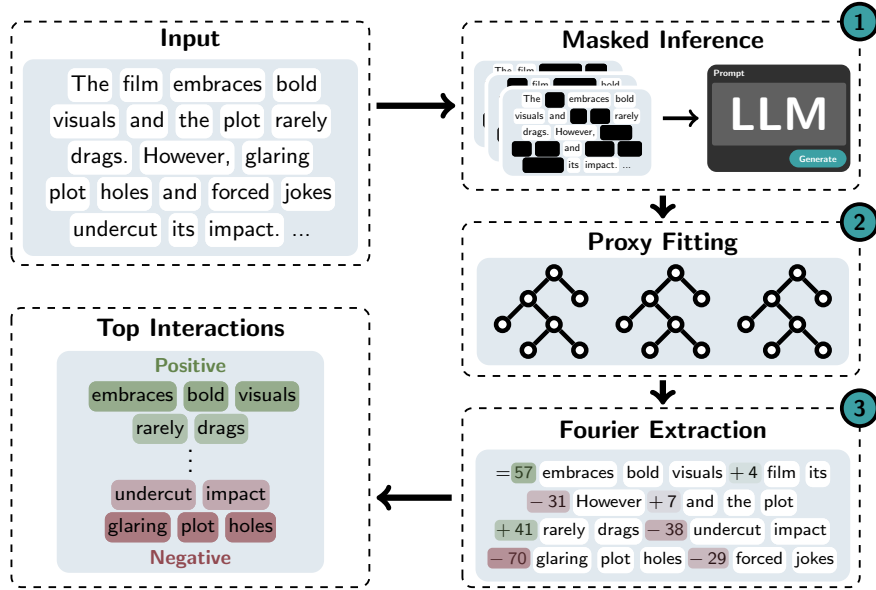 Input
The film embraces bold
visuals and the plot rarely
drags. However, glaring
plot holes and forced jokes
undercut its impact. ...
1
Masked Inference
The film
film bold
The embraces bold
visuals and rarely
drags. However,
and
its impact. ...
Prompt
LLM
Generate
2
Proxy Fitting
3
Fourier Extraction
= 57 embraces bold visuals + 4 film its
− 31 However + 7 and the plot
+ 41 rarely drags − 38 undercut impact
− 70 glaring plot holes − 29 forced jokes
Top Interactions
Positive
embraces bold visuals
rarely drags
⋮
undercut impact
glaring plot holes
Negative